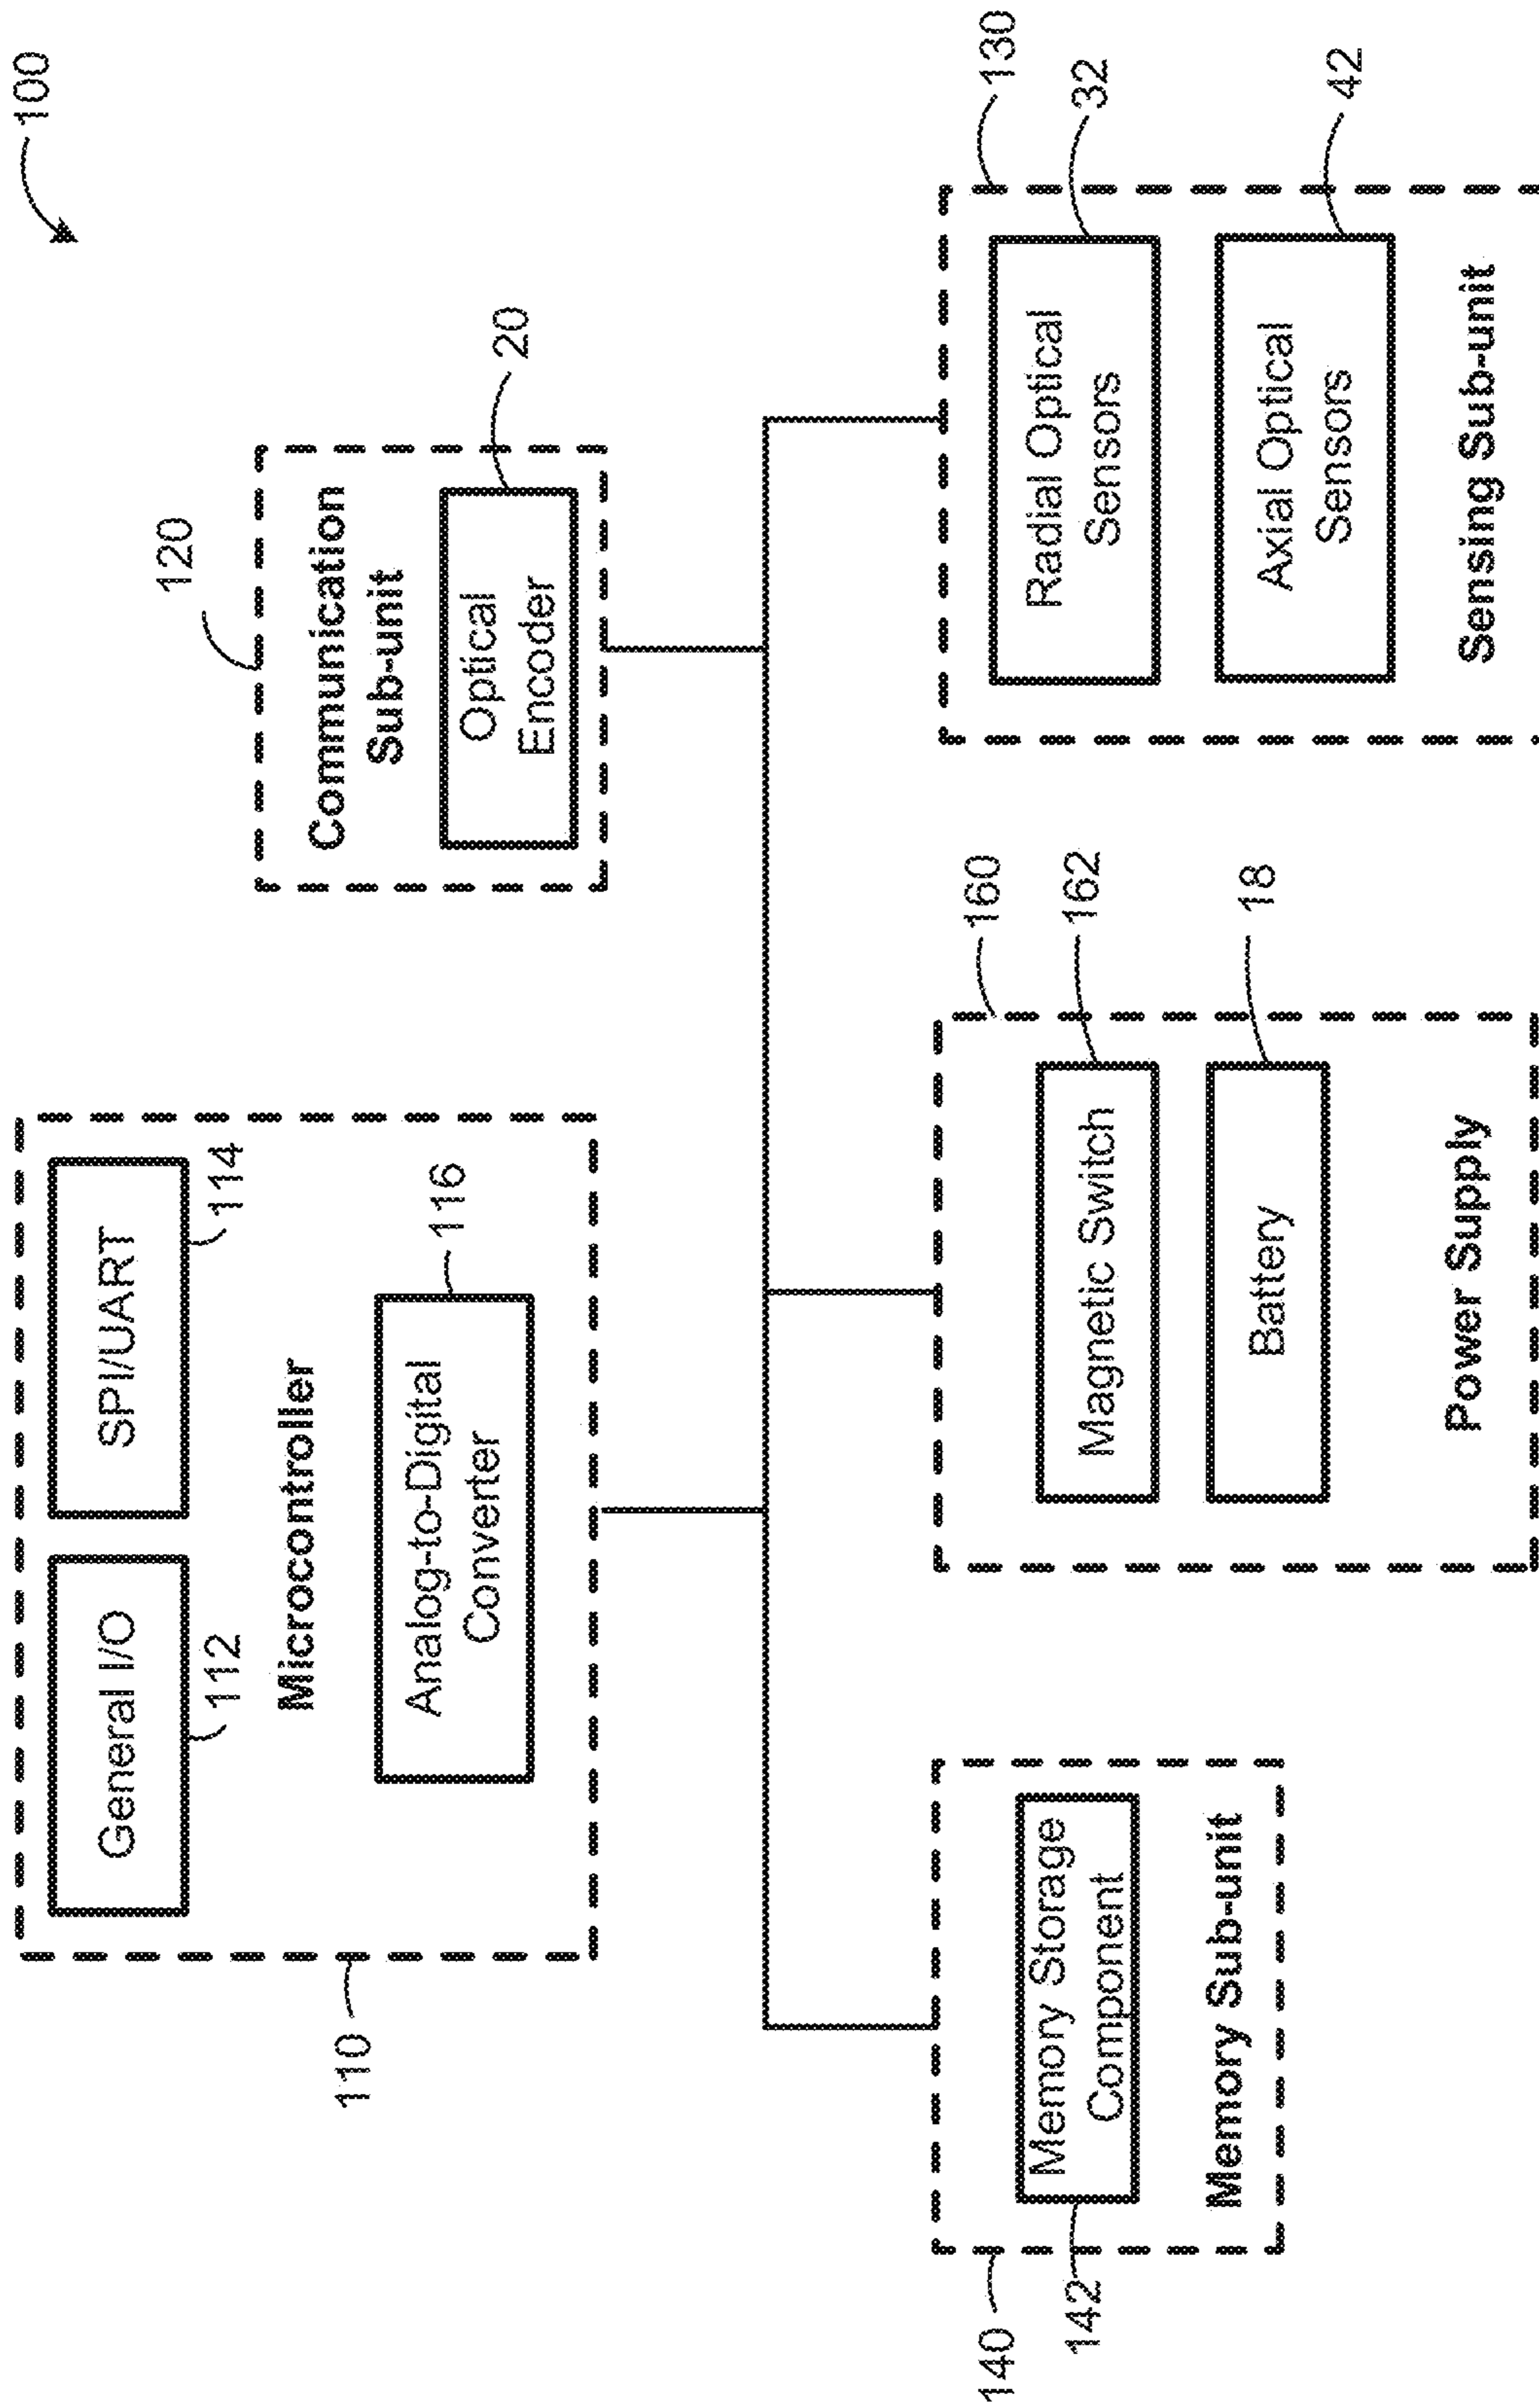 100
110
General I/O
112
SPI/UART
114
Microcontroller
Analog-to-Digital
Converter
116
120
Communication
Sub-unit
Optical
Encoder
20
140
Memory Storage
Component
142
Memory Sub-unit
160
Magnetic Switch
162
Battery
18
Power Supply
130
Radial Optical
Sensors
32
Axial Optical
Sensors
42
Sensing Sub-unit